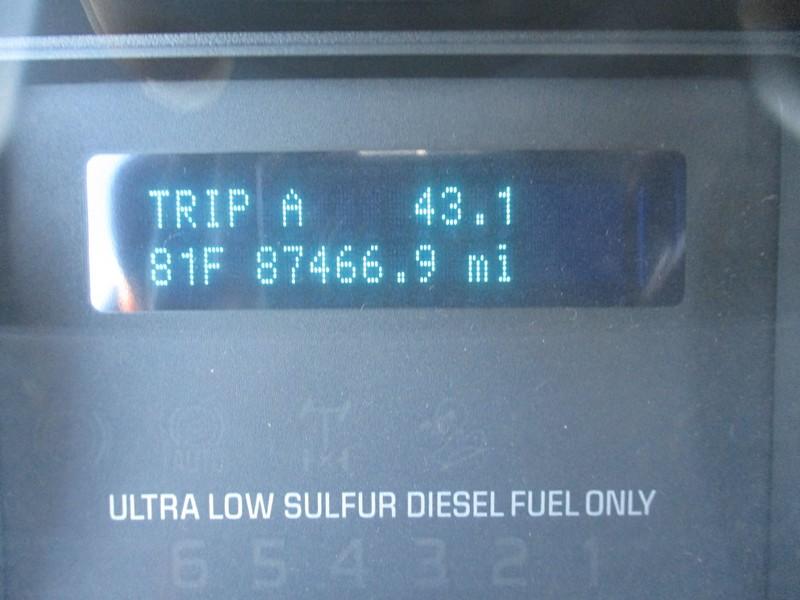 TRIP A 43.1
81F 87466.9 mi
AUTO
ULTRA LOW SULFUR DIESEL FUEL ONLY
6 5 4 3 2 1